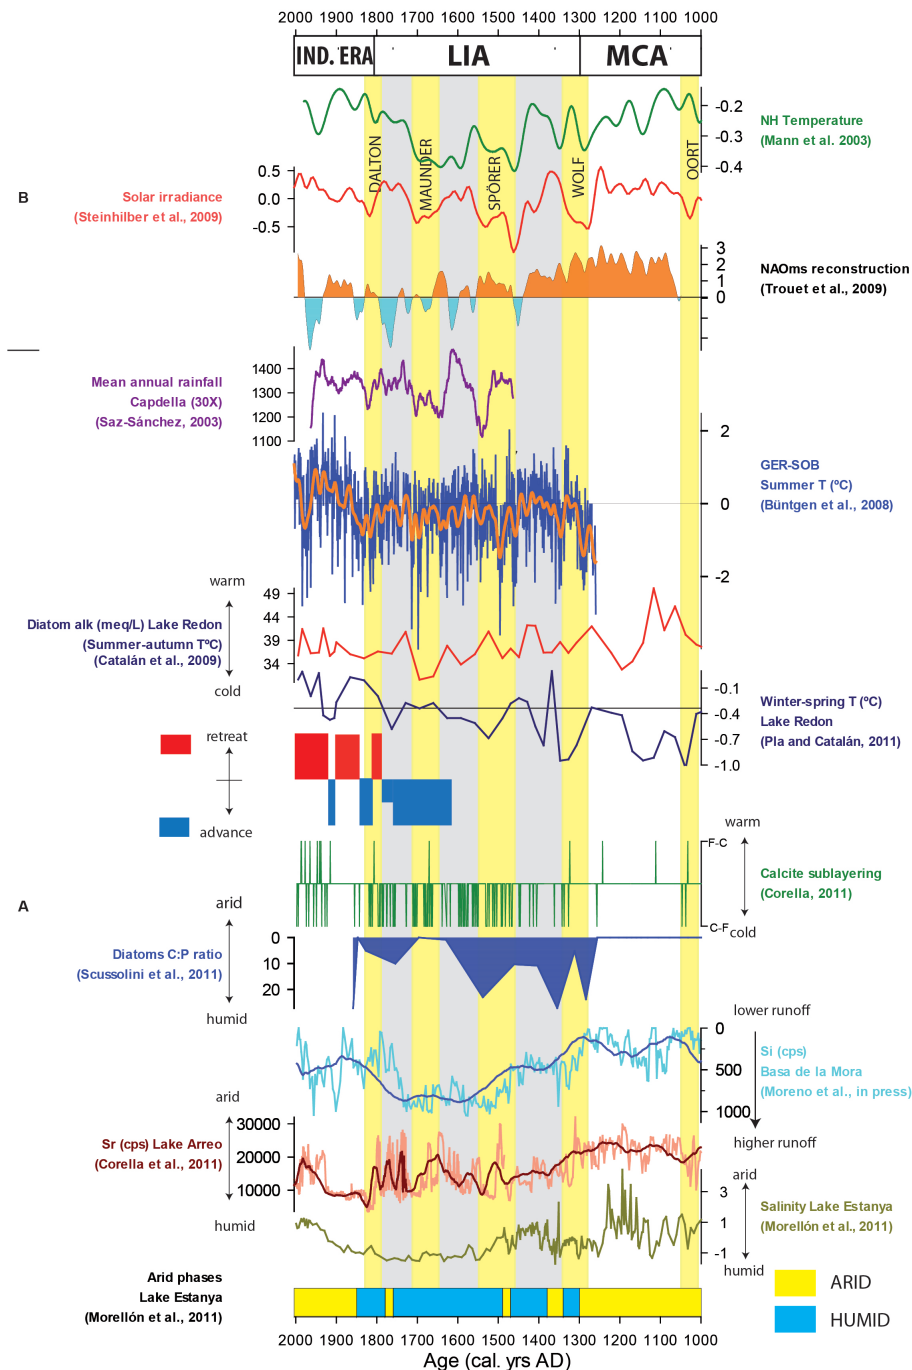 2000 1900 1800 1700 1600 1500 1400 1300 1200 1100 1000
IND. ERA LIA MCA
-0.2
-0.3
-0.4
NH Temperature
(Mann et al. 2003)
DALTON
MAUNDER
SPÖRER
WOLF
OORT
B
Solar irradiance
(Steinhilber et al., 2009)
0.5
0.0
-0.5
3
2
1
0
NAOms reconstruction
(Trouet et al., 2009)
Mean annual rainfall
Capdella (30X)
(Saz-Sánchez, 2003)
1400
1300
1200
1100
2
0
-2
GER-SOB
Summer T (ºC)
(Büntgen et al., 2008)
warm
Diatom alk (meq/L) Lake Redon
(Summer-autumn TºC)
(Catalán et al., 2009)
cold
49
44
39
34
-0.1
-0.4
-0.7
-1.0
Winter-spring T (ºC)
Lake Redon
(Pla and Catalán, 2011)
retreat
advance
warm
F-C
C-F
cold
Calcite sublayering
(Corella, 2011)
A
arid
Diatoms C:P ratio
(Scussolini et al., 2011)
humid
0
10
20
lower runoff
0
500
1000
Si (cps)
Basa de la Mora
(Moreno et al., in press)
higher runoff
arid
Sr (cps) Lake Arreo
(Corella et al., 2011)
humid
30000
20000
10000
arid
3
1
-1
Salinity Lake Estanya
(Morellón et al., 2011)
humid
Arid phases
Lake Estanya
(Morellón et al., 2011)
ARID
HUMID
2000 1900 1800 1700 1600 1500 1400 1300 1200 1100 1000
Age (cal. yrs AD)